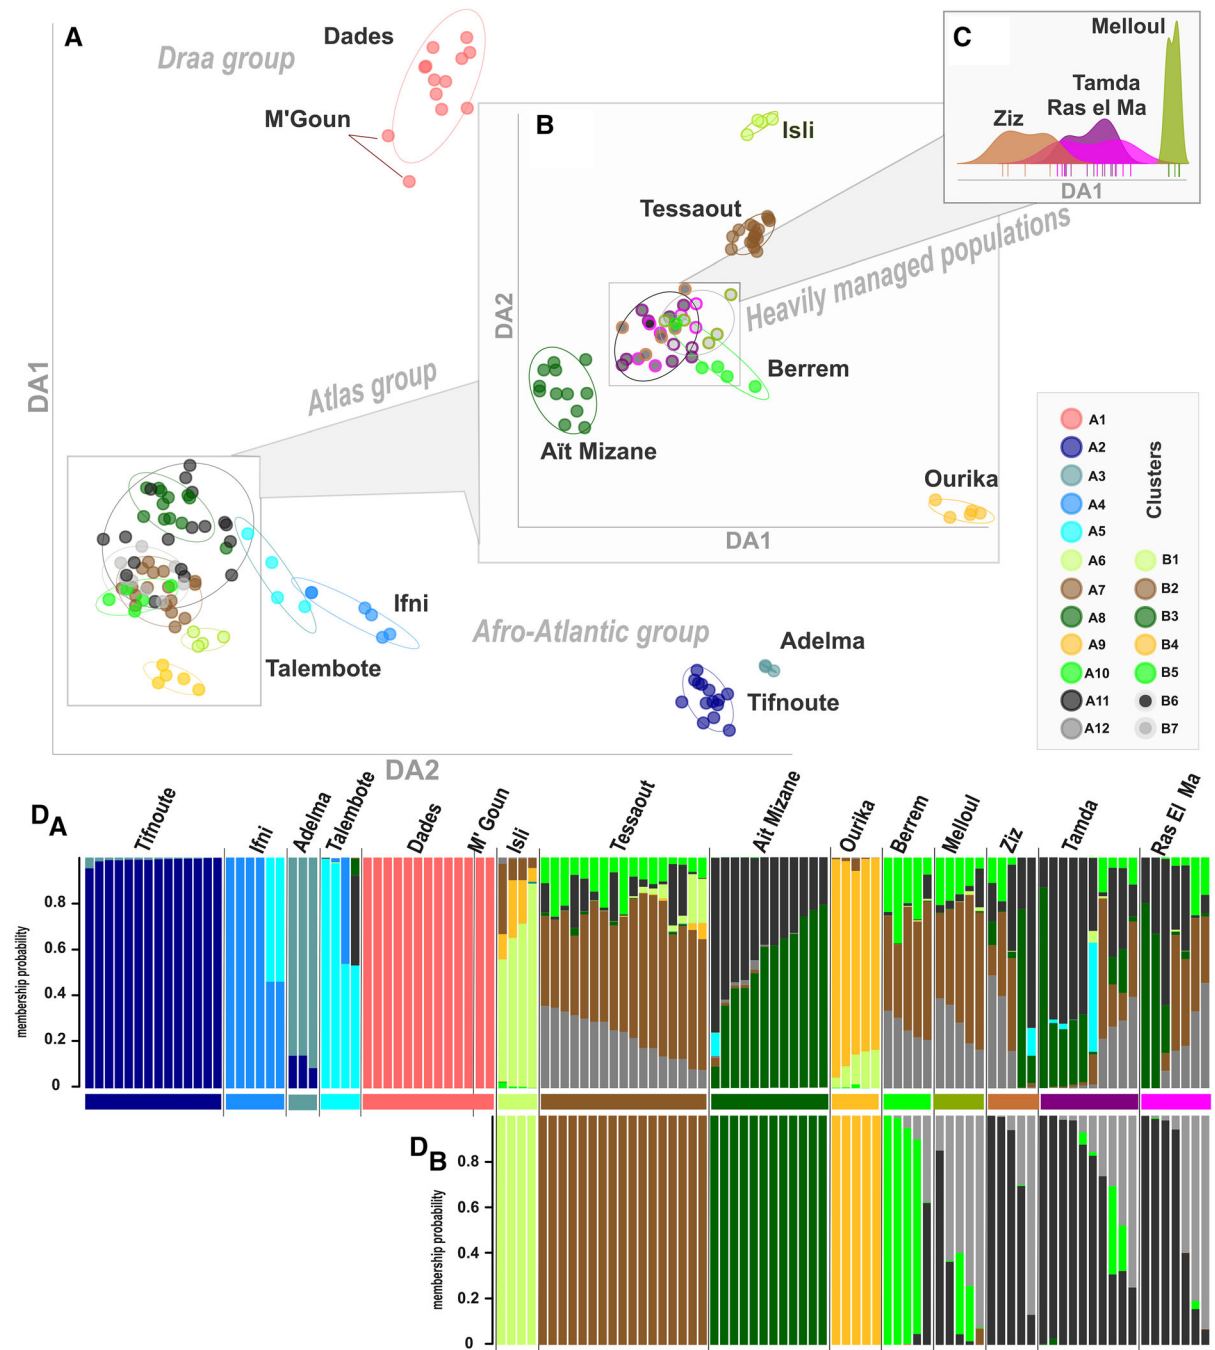 A
Draa group
Dades
M'Goun
B
Isli
C
Melloul
Tamda
Ras el Ma
Ziz
DA1
Tessaout
Heavily managed populations
DA2
Berrem
Aït Mizane
Ourika
DA1
DA1
Atlas group
Ifni
Talembote
Afro-Atlantic group
Adelma
Tifnoute
DA2
Clusters
A1
A2
A3
A4
A5
A6 B1
A7 B2
A8 B3
A9 B4
A10 B5
A11 B6
A12 B7
DA
Tifnoute
Ifni
Adelma
Talembote
Dades
M' Goun
Isli
Tessaout
Ait Mizane
Ourika
Berrem
Melloul
Ziz
Tamda
Ras El Ma
membership probability
0.8
0.6
0.4
0.2
0
DB
membership probability
0.8
0.6
0.4
0.2
0